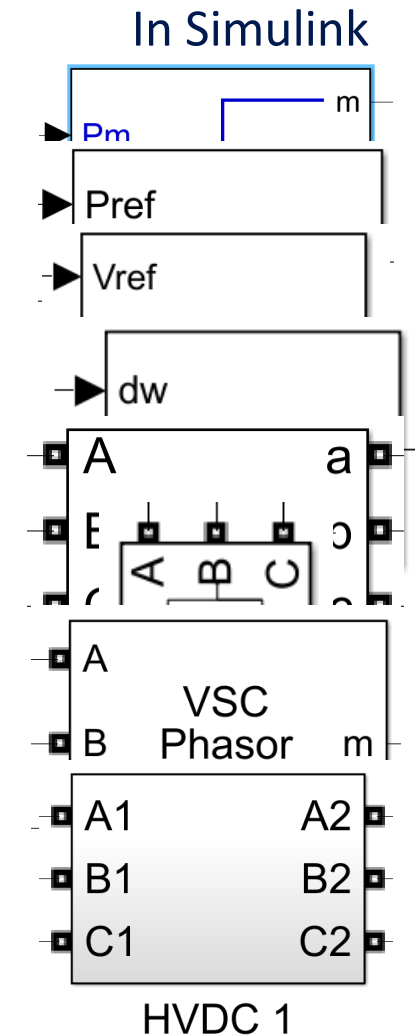 In Simulink
m
Pm
Pref
Vref
dw
A a
A B C
A
VSC
B Phasor m
A1 A2
B1 B2
C1 C2
HVDC 1